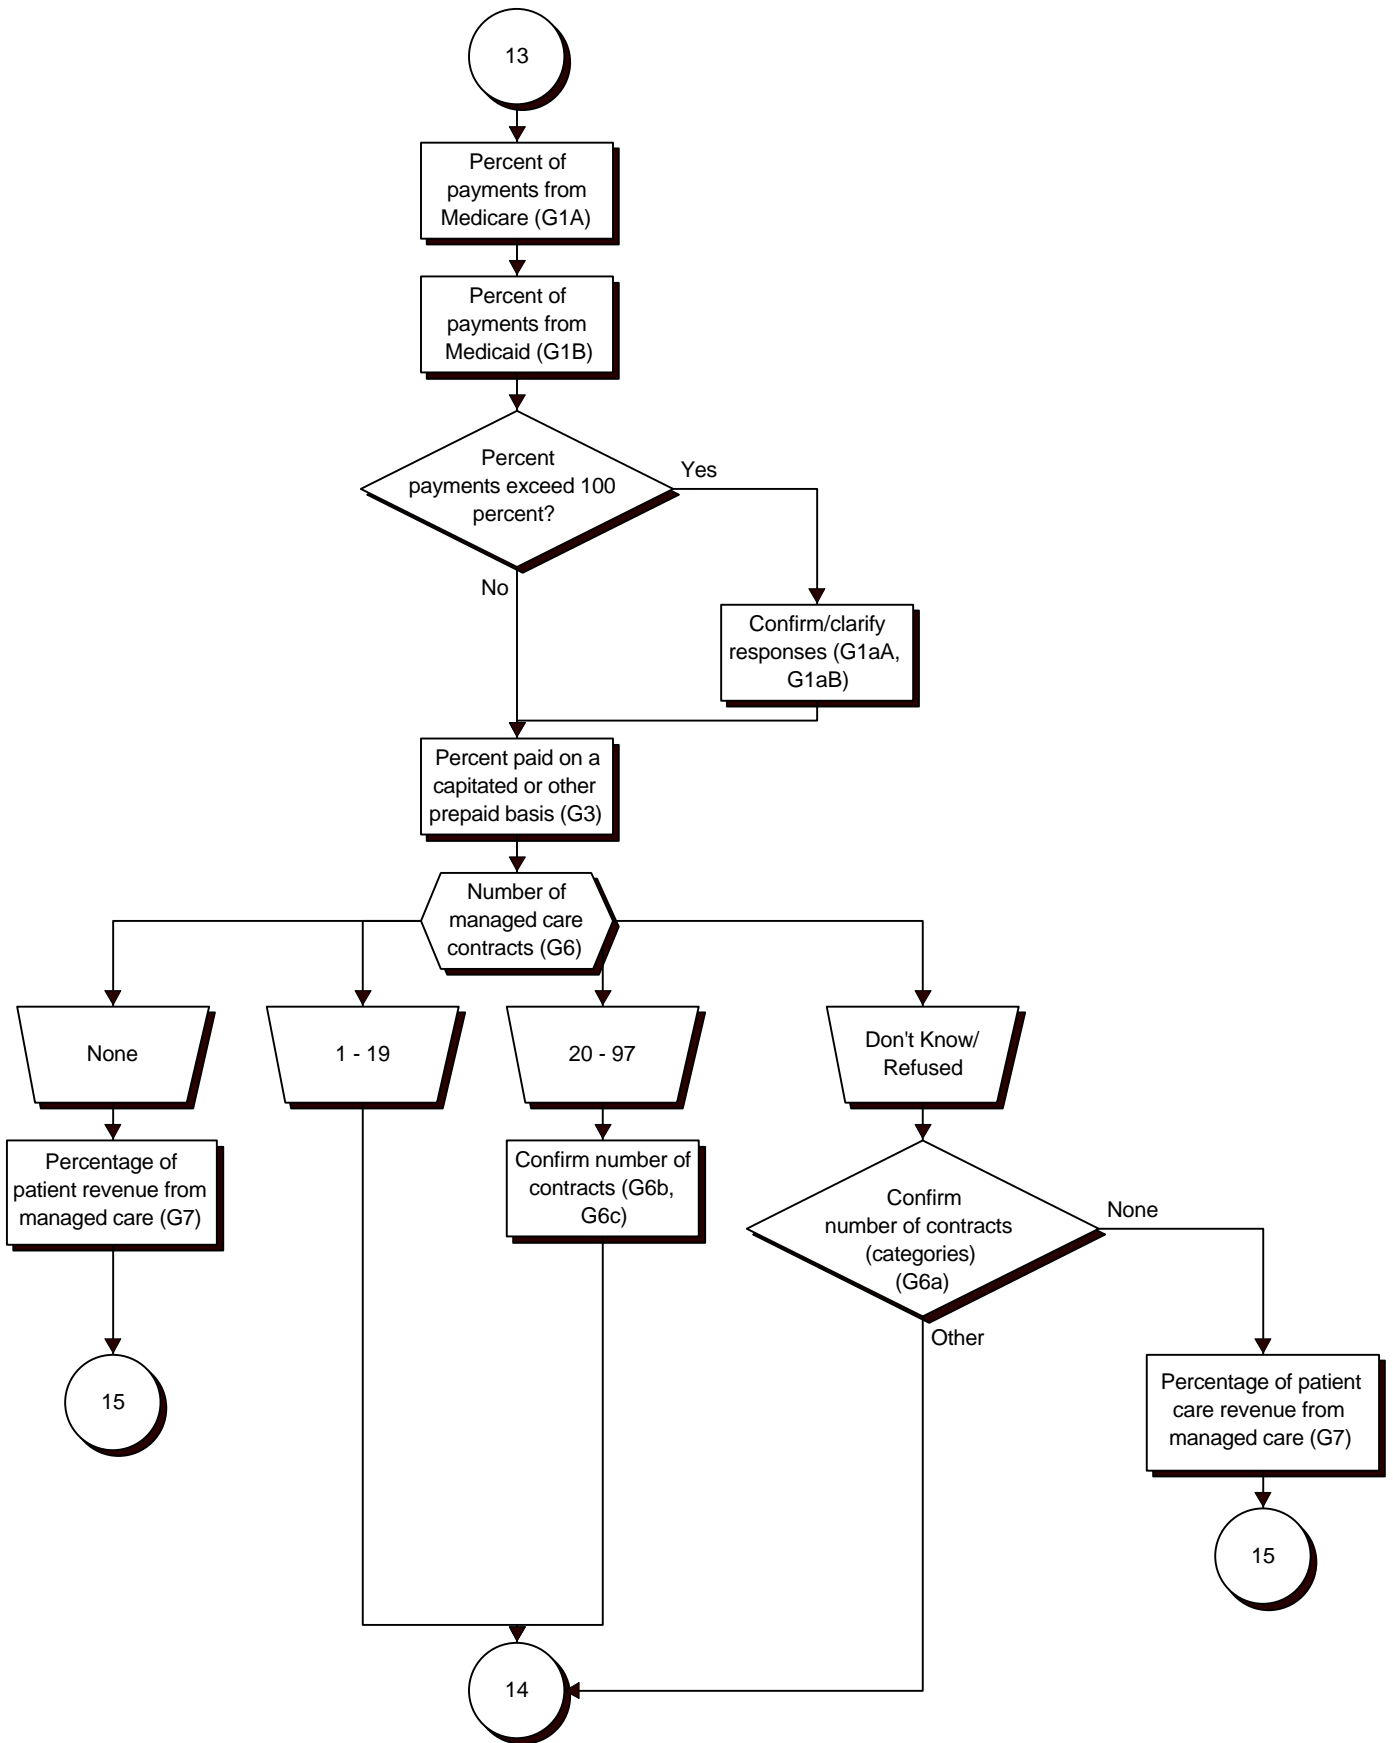 13
Percent of
payments from
Medicare (G1A)
Percent of
payments from
Medicaid (G1B)
Percent
payments exceed 100
percent?
Yes
No
Confirm/clarify
responses (G1aA,
G1aB)
Percent paid on a
capitated or other
prepaid basis (G3)
Number of
managed care
contracts (G6)
None
1 - 19
20 - 97
Don't Know/
Refused
Percentage of
patient revenue from
managed care (G7)
Confirm number of
contracts (G6b,
G6c)
Confirm
number of contracts
(categories)
(G6a)
None
Other
15
Percentage of patient
care revenue from
managed care (G7)
15
14